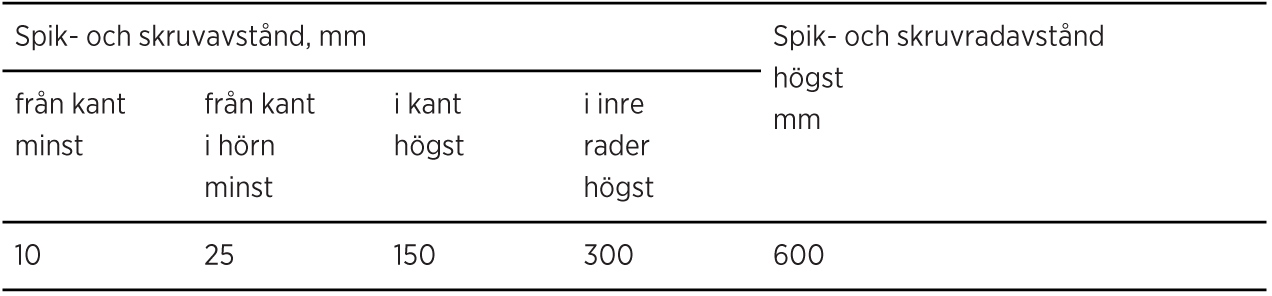 Spik- och skruvavstånd, mm
Spik- och skruvradavstånd
högst
mm
från kant
minst
från kant
i hörn
minst
i kant
högst
i inre
rader
högst
10 25 150 300 600